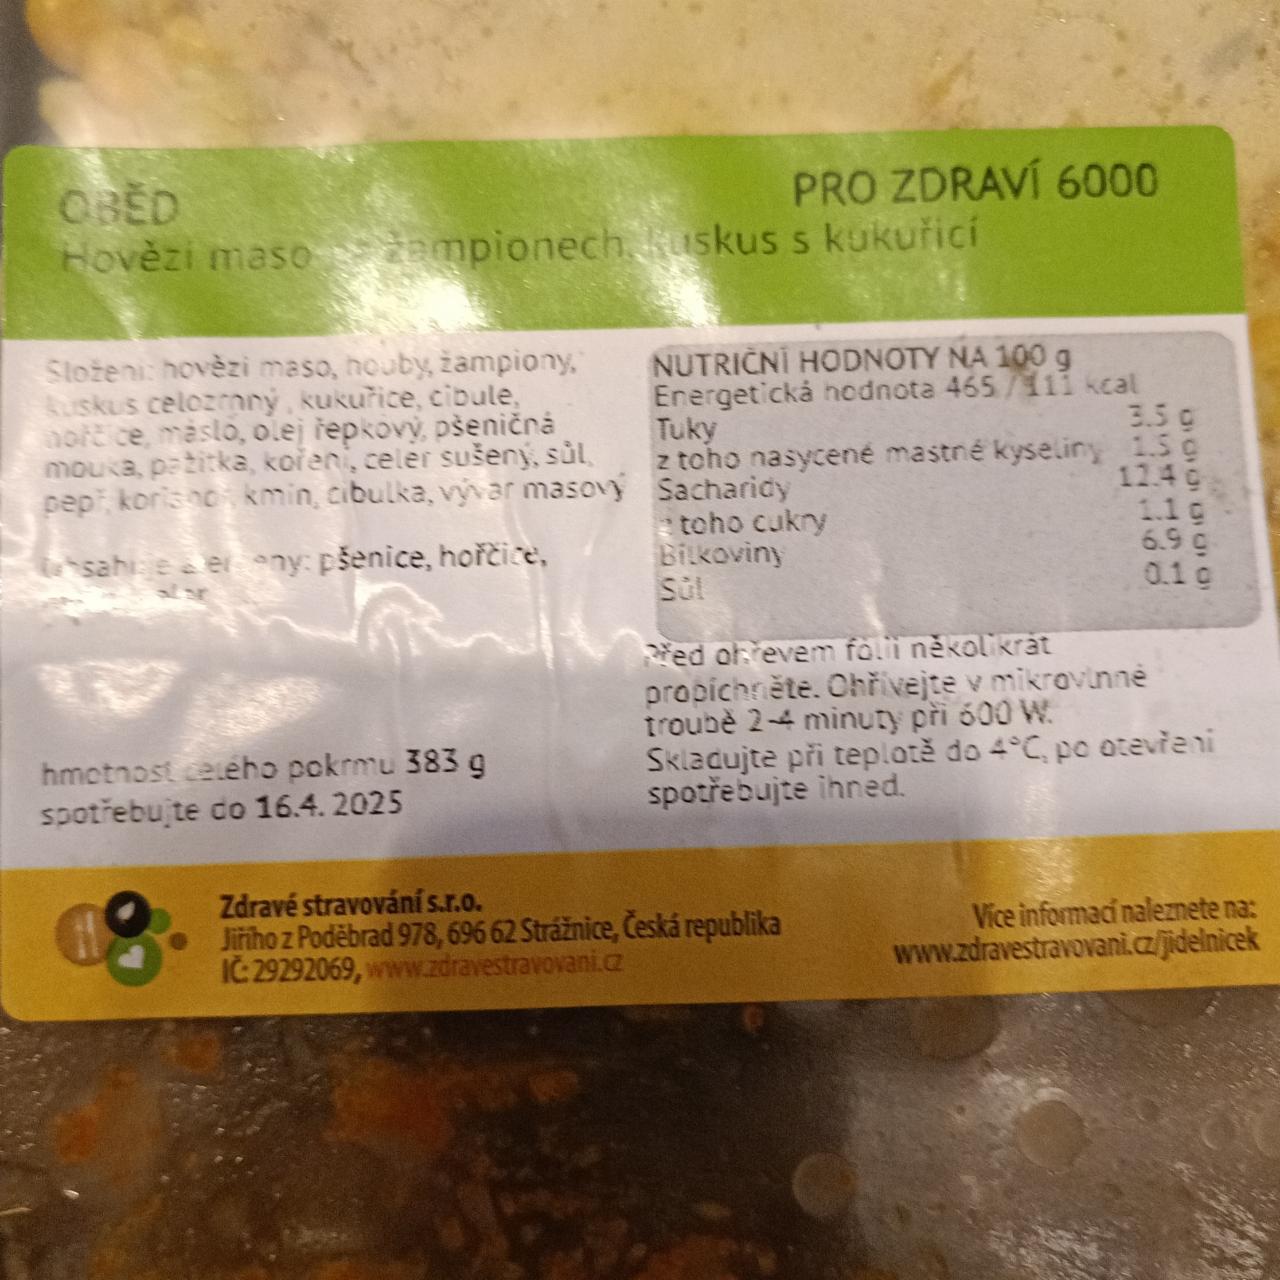 OBĚD
PRO ZDRAVÍ 6000
Hovězí maso žampionech, kuskus s kukuřicí
Složení: hovězí maso, houby, žampiony,
kuskus celozrnný, kukuřice, cibule,
hořčice, máslo, olej řepkový, pšeničná
mouka, pažitka, koření, celer sušený, sůl,
pepř, kmín, cibulka, vývar masový
pšenice, hořčice,
hmotnost celého pokrmu 383 g
spotřebujte do 16.4. 2025
NUTRIČNÍ HODNOTY NA 100 g
Energetická hodnota 465 / 111 kcal
Tuky 3.5 g
z toho nasycené mastné kyseliny 1.5 g
Sacharidy 12.4 g
z toho cukry 1.1 g
Bílkoviny 6.9 g
Sůl 0.1 g
Před ohřevem fólii několikrát
propíchněte. Ohřívejte v mikrovlnné
troubě 2-4 minuty při 600 W.
Skladujte při teplotě do 4°C, po otevření
spotřebujte ihned.
Zdravé stravování s.r.o.
Jiřího z Poděbrad 978, 696 62 Strážnice, Česká republika
IČ: 29292069, www.zdravestravovani.cz
Více informací naleznete na:
www.zdravestravovani.cz/jidelnicek